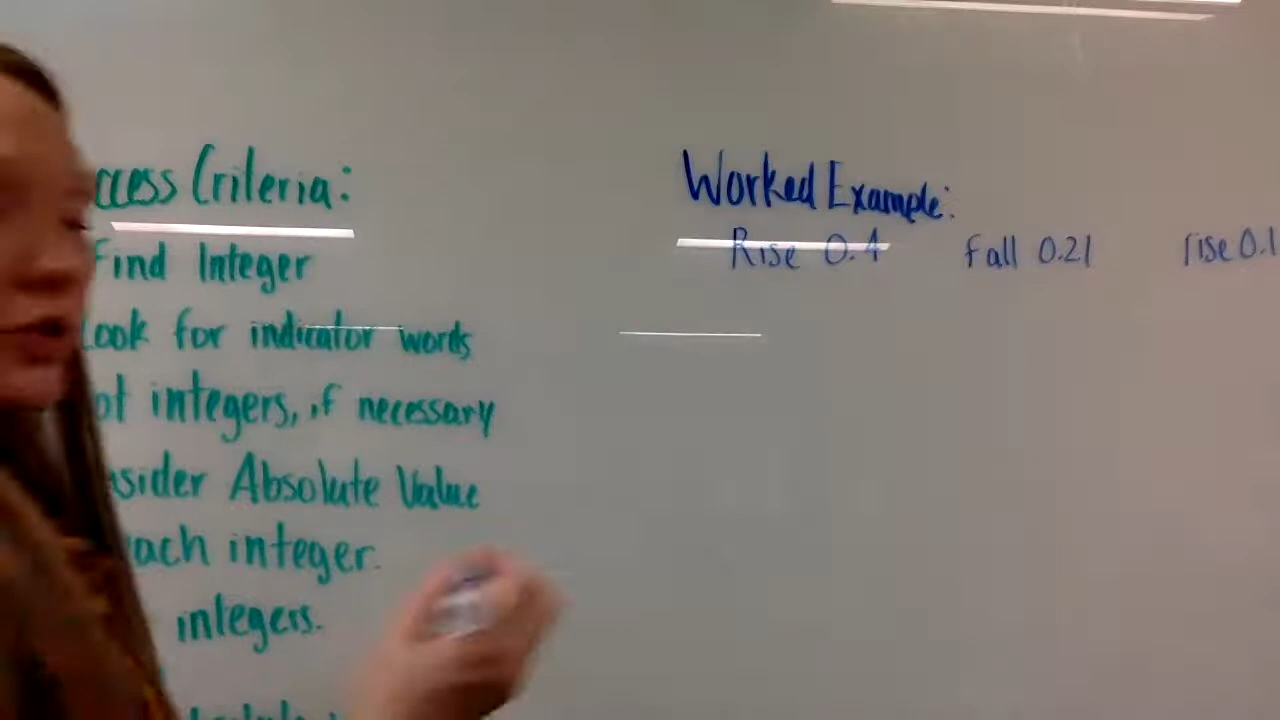 ccess Criteria:
Find Integer
Look for indicator words
ot integers, if necessary
sider Absolute Value
each integer.
integers.
Worked Example:
Rise 0.4 fall 0.21 rise 0.1